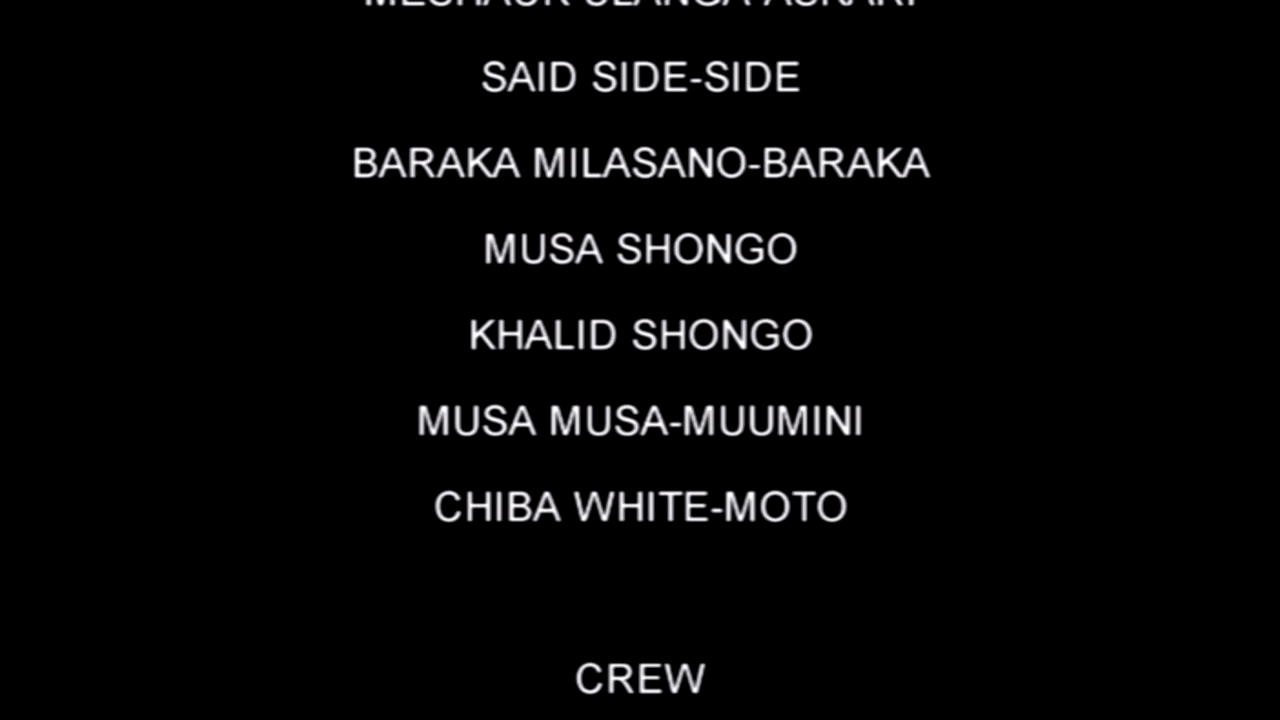 SAID SIDE-SIDE
BARAKA MILASANO-BARAKA
MUSA SHONGO
KHALID SHONGO
MUSA MUSA-MUUMINI
CHIBA WHITE-MOTO
CREW